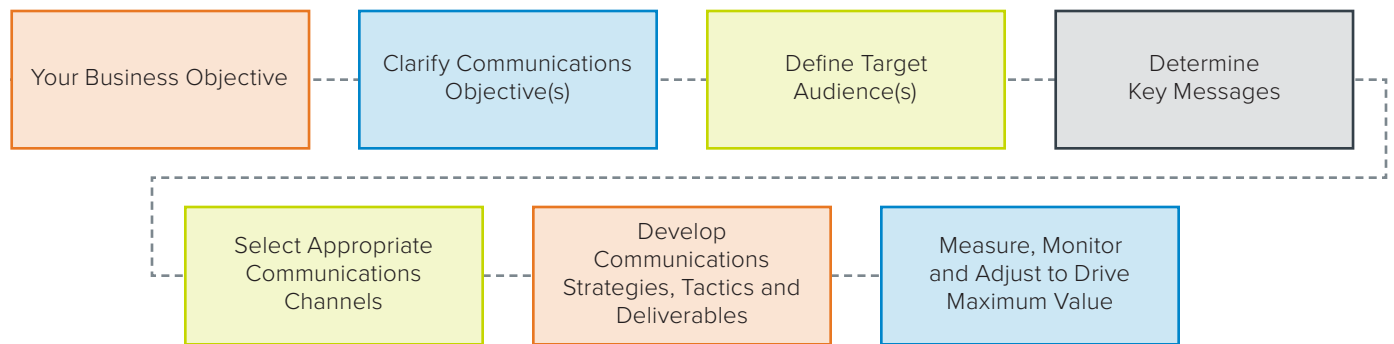 Your Business Objective
Clarify Communications
Objective(s)
Define Target
Audience(s)
Determine
Key Messages
Select Appropriate
Communications
Channels
Develop
Communications
Strategies, Tactics and
Deliverables
Measure, Monitor
and Adjust to Drive
Maximum Value